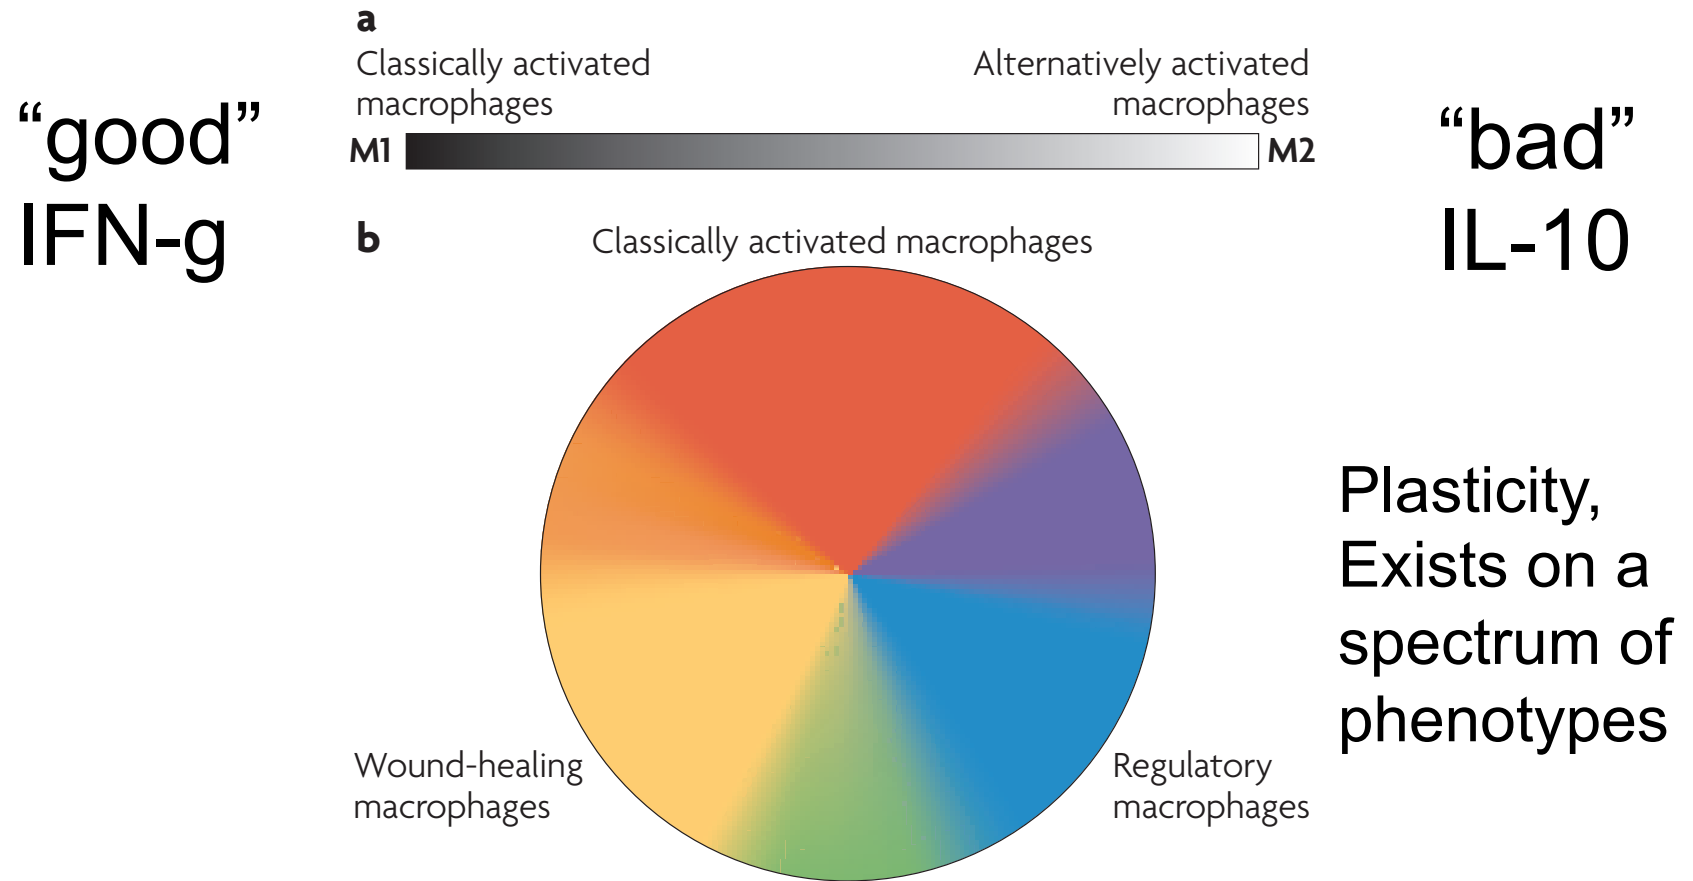 a
Classically activated
macrophages
Alternatively activated
macrophages
“good”
IFN-g
M1
M2
“bad”
IL-10
b
Classically activated macrophages
Plasticity,
Exists on a
spectrum of
phenotypes
Wound-healing
macrophages
Regulatory
macrophages